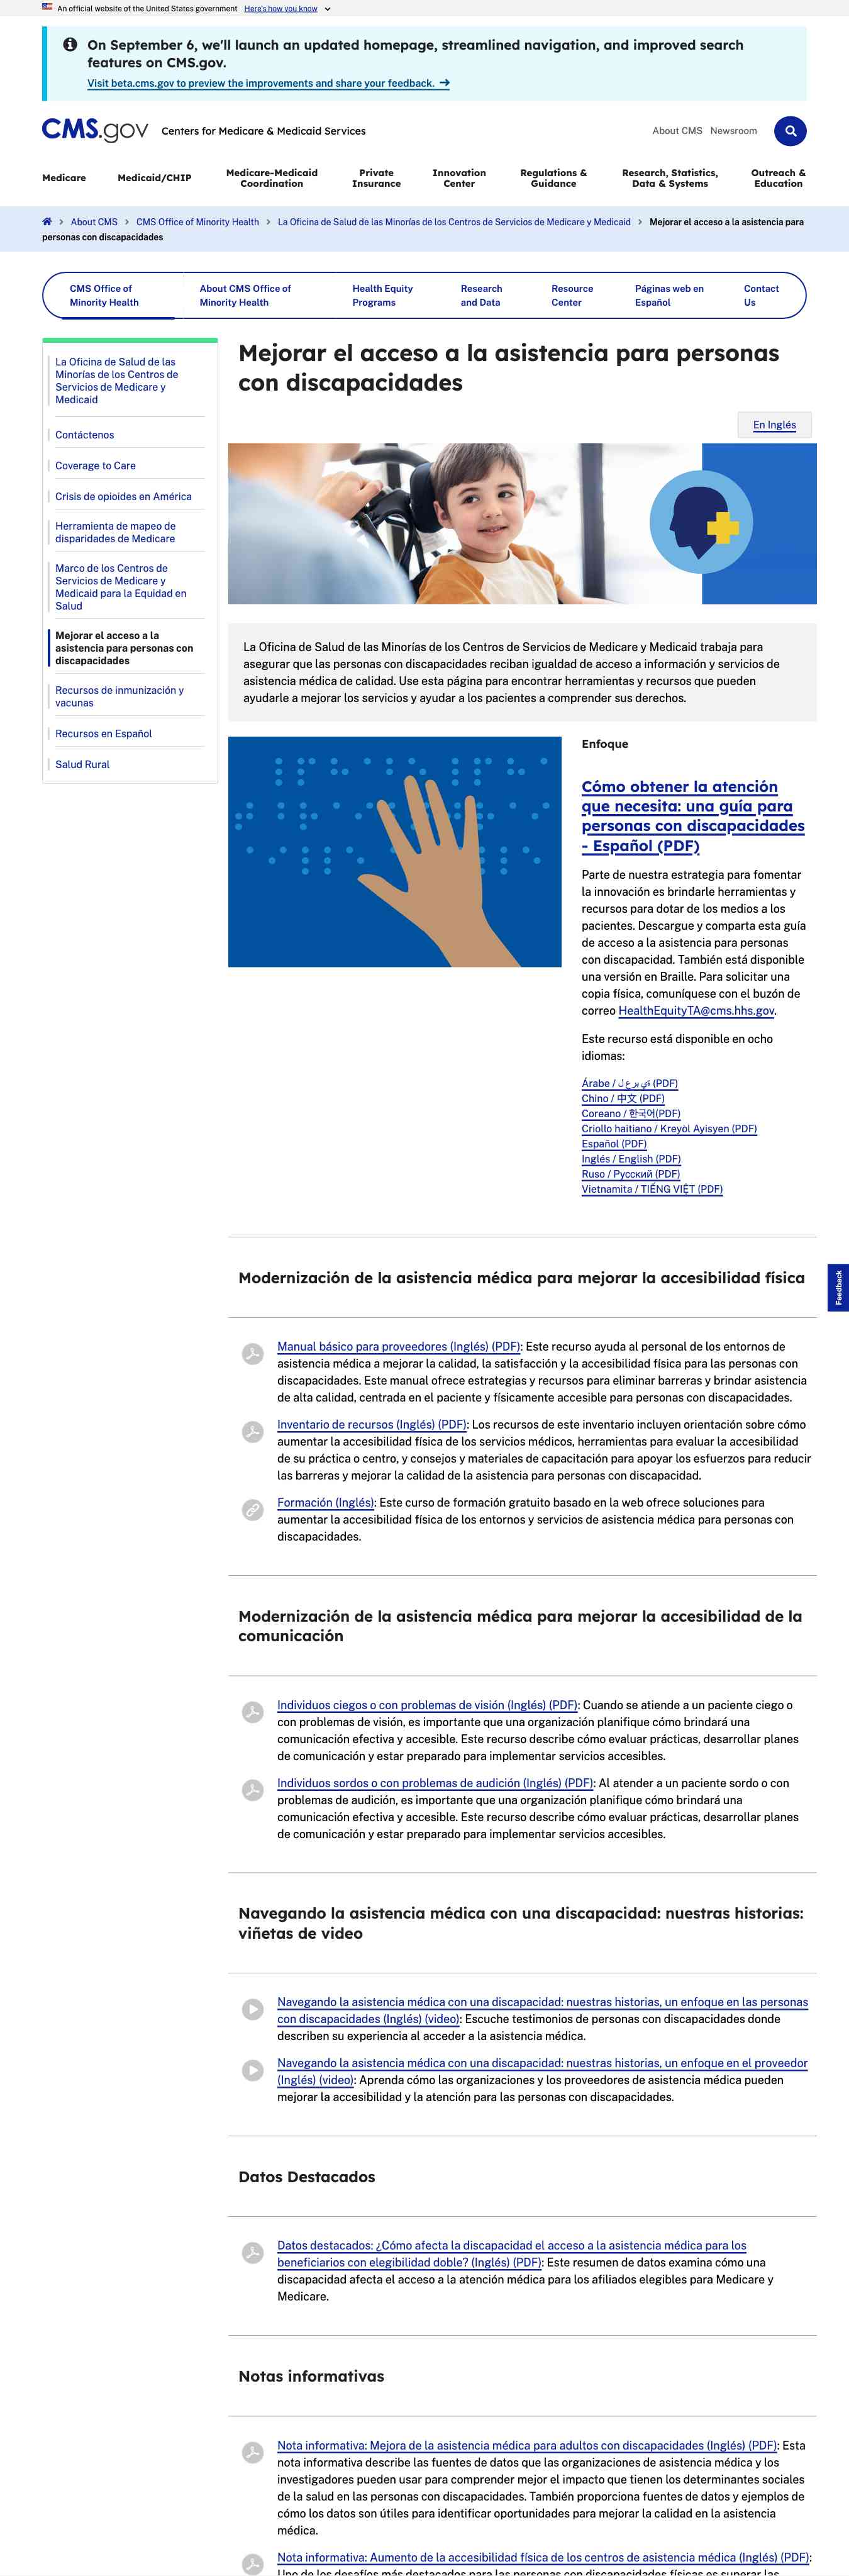 An official website of the United States government Here's how you know
On September 6, we'll launch an updated homepage, streamlined navigation, and improved search
features on CMS.gov.
Visit beta.cms.gov to preview the improvements and share your feedback.
CMS.gov Centers for Medicare & Medicaid Services
About CMS Newsroom
Medicare
Medicaid/CHIP
Medicare-Medicaid
Coordination
Private
Insurance
Innovation
Center
Regulations &
Guidance
Research, Statistics,
Data & Systems
Outreach &
Education
About CMS > CMS Office of Minority Health > La Oficina de Salud de las Minorías de los Centros de Servicios de Medicare y Medicaid > Mejorar el acceso a la asistencia para
personas con discapacidades
CMS Office of
Minority Health
About CMS Office of
Minority Health
Health Equity
Programs
Research
and Data
Resource
Center
Páginas web en
Español
Contact
Us
La Oficina de Salud de las
Minorías de los Centros de
Servicios de Medicare y
Medicaid
Contáctenos
Coverage to Care
Crisis de opioides en América
Herramienta de mapeo de
disparidades de Medicare
Marco de los Centros de
Servicios de Medicare y
Medicaid para la Equidad en
Salud
Mejorar el acceso a la
asistencia para personas con
discapacidades
Recursos de inmunización y
vacunas
Recursos en Español
Salud Rural
Mejorar el acceso a la asistencia para personas
con discapacidades
En Inglés
La Oficina de Salud de las Minorías de los Centros de Servicios de Medicare y Medicaid trabaja para
asegurar que las personas con discapacidades reciban igualdad de acceso a información y servicios de
asistencia médica de calidad. Use esta página para encontrar herramientas y recursos que pueden
ayudarle a mejorar los servicios y ayudar a los pacientes a comprender sus derechos.
Enfoque
Cómo obtener la atención
que necesita: una guía para
personas con discapacidades
- Español (PDF)
Parte de nuestra estrategia para fomentar
la innovación es brindarle herramientas y
recursos para dotar de los medios a los
pacientes. Descargue y comparta esta guía
de acceso a la asistencia para personas
con discapacidad. También está disponible
una versión en Braille. Para solicitar una
copia física, comuníquese con el buzón de
correo HealthEquityTA@cms.hhs.gov.
Este recurso está disponible en ocho
idiomas:
Árabe / (PDF)
Chino / 中文 (PDF)
Coreano / 한국어(PDF)
Criollo haitiano / Kreyòl Ayisyen (PDF)
Español (PDF)
Inglés / English (PDF)
Ruso / Русский (PDF)
Vietnamita / TIẾNG VIỆT (PDF)
Feedback
Modernización de la asistencia médica para mejorar la accesibilidad física
Manual básico para proveedores (Inglés) (PDF): Este recurso ayuda al personal de los entornos de
asistencia médica a mejorar la calidad, la satisfacción y la accesibilidad física para las personas con
discapacidades. Este manual ofrece estrategias y recursos para eliminar barreras y brindar asistencia
de alta calidad, centrada en el paciente y físicamente accesible para personas con discapacidades.
Inventario de recursos (Inglés) (PDF): Los recursos de este inventario incluyen orientación sobre cómo
aumentar la accesibilidad física de los servicios médicos, herramientas para evaluar la accesibilidad
de su práctica o centro, y consejos y materiales de capacitación para apoyar los esfuerzos para reducir
las barreras y mejorar la calidad de la asistencia para personas con discapacidad.
Formación (Inglés): Este curso de formación gratuito basado en la web ofrece soluciones para
aumentar la accesibilidad física de los entornos y servicios de asistencia médica para personas con
discapacidades.
Modernización de la asistencia médica para mejorar la accesibilidad de la
comunicación
Individuos ciegos o con problemas de visión (Inglés) (PDF): Cuando se atiende a un paciente ciego o
con problemas de visión, es importante que una organización planifique cómo brindará una
comunicación efectiva y accesible. Este recurso describe cómo evaluar prácticas, desarrollar planes
de comunicación y estar preparado para implementar servicios accesibles.
Individuos sordos o con problemas de audición (Inglés) (PDF): Al atender a un paciente sordo o con
problemas de audición, es importante que una organización planifique cómo brindará una
comunicación efectiva y accesible. Este recurso describe cómo evaluar prácticas, desarrollar planes
de comunicación y estar preparado para implementar servicios accesibles.
Navegando la asistencia médica con una discapacidad: nuestras historias:
viñetas de video
Navegando la asistencia médica con una discapacidad: nuestras historias, un enfoque en las personas
con discapacidades (Inglés) (video): Escuche testimonios de personas con discapacidades donde
describen su experiencia al acceder a la asistencia médica.
Navegando la asistencia médica con una discapacidad: nuestras historias, un enfoque en el proveedor
(Inglés) (video): Aprenda cómo las organizaciones y los proveedores de asistencia médica pueden
mejorar la accesibilidad y la atención para las personas con discapacidades.
Datos Destacados
Datos destacados: ¿Cómo afecta la discapacidad el acceso a la asistencia médica para los
beneficiarios con elegibilidad doble? (Inglés) (PDF): Este resumen de datos examina cómo una
discapacidad afecta el acceso a la atención médica para los afiliados elegibles para Medicare y
Medicare.
Notas informativas
Nota informativa: Mejora de la asistencia médica para adultos con discapacidades (Inglés) (PDF): Esta
nota informativa describe las fuentes de datos que las organizaciones de asistencia médica y los
investigadores pueden usar para comprender mejor el impacto que tienen los determinantes sociales
de la salud en las personas con discapacidades. También proporciona fuentes de datos y ejemplos de
cómo los datos son útiles para identificar oportunidades para mejorar la calidad en la asistencia
médica.
Nota informativa: Aumento de la accesibilidad física de los centros de asistencia médica (Inglés) (PDF):
Uno de los desafíos más destacados para las personas con discapacidades físicas es superar las